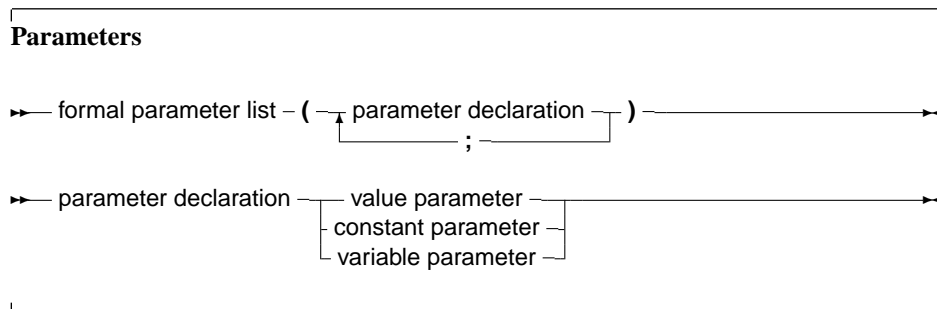 Parameters
formal parameter list ( parameter declaration )
;
parameter declaration value parameter
constant parameter
variable parameter